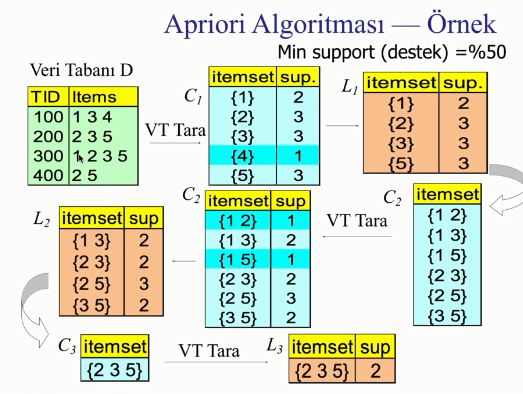 Apriori Algoritması — Örnek
Min support (destek) =%50
Veri Tabanı D
TID Items
100 1 3 4
200 2 3 5
300 1 2 3 5
400 2 5
VT Tara
C1
itemset sup.
{1} 2
{2} 3
{3} 3
{4} 1
{5} 3
L1
itemset sup.
{1} 2
{2} 3
{3} 3
{5} 3
C2
itemset
{1 2}
{1 3}
{1 5}
{2 3}
{2 5}
{3 5}
VT Tara
C2
itemset sup
{1 2} 1
{1 3} 2
{1 5} 1
{2 3} 2
{2 5} 3
{3 5} 2
L2
itemset sup
{1 3} 2
{2 3} 2
{2 5} 3
{3 5} 2
C3
itemset
{2 3 5}
VT Tara
L3
itemset sup
{2 3 5} 2